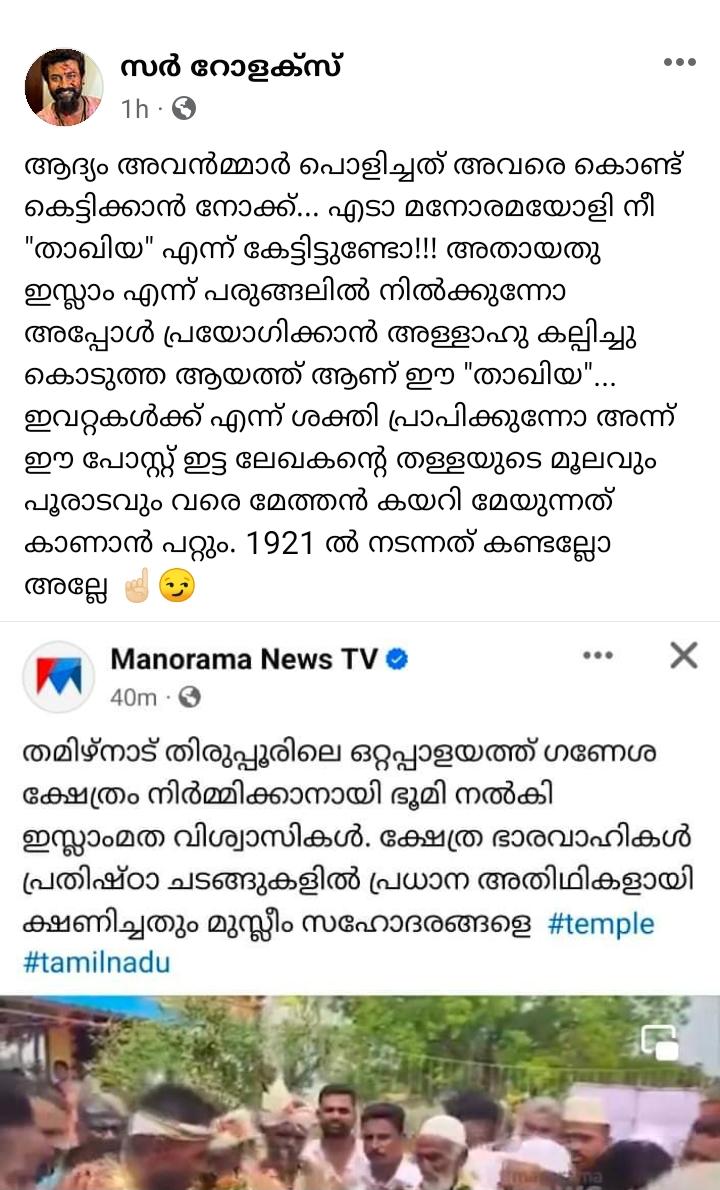 സർ റോളക്സ്
1h ·
ആദ്യം അവൻമ്മാർ പൊളിച്ചത് അവരെ കൊണ്ട്
കെട്ടിക്കാൻ നോക്ക്... എടാ മനോരമയോളി നീ
"താഖിയ" എന്ന് കേട്ടിട്ടുണ്ടോ!!! അതായതു
ഇസ്ലാം എന്ന് പരുങ്ങലിൽ നിൽക്കുന്നോ
അപ്പോൾ പ്രയോഗിക്കാൻ അള്ളാഹു കല്പിച്ചു
കൊടുത്ത ആയത്ത് ആണ് ഈ "താഖിയ"...
ഇവറ്റകൾക്ക് എന്ന് ശക്തി പ്രാപിക്കുന്നോ അന്ന്
ഈ പോസ്റ്റ് ഇട്ട ലേഖകന്റെ തള്ളയുടെ മൂലവും
പൂരാടവും വരെ മേത്തൻ കയറി മേയുന്നത്
കാണാൻ പറ്റും. 1921 ൽ നടന്നത് കണ്ടല്ലോ
അല്ലേ ☝🏻😏
Manorama News TV
40m ·
തമിഴ്നാട് തിരുപ്പൂരിലെ ഒറ്റപ്പാളയത്ത് ഗണേശ
ക്ഷേത്രം നിർമ്മിക്കാനായി ഭൂമി നൽകി
ഇസ്ലാംമത വിശ്വാസികൾ. ക്ഷേത്ര ഭാരവാഹികൾ
പ്രതിഷ്ഠാ ചടങ്ങുകളിൽ പ്രധാന അതിഥികളായി
ക്ഷണിച്ചതും മുസ്ലീം സഹോദരങ്ങളെ #temple
#tamilnadu